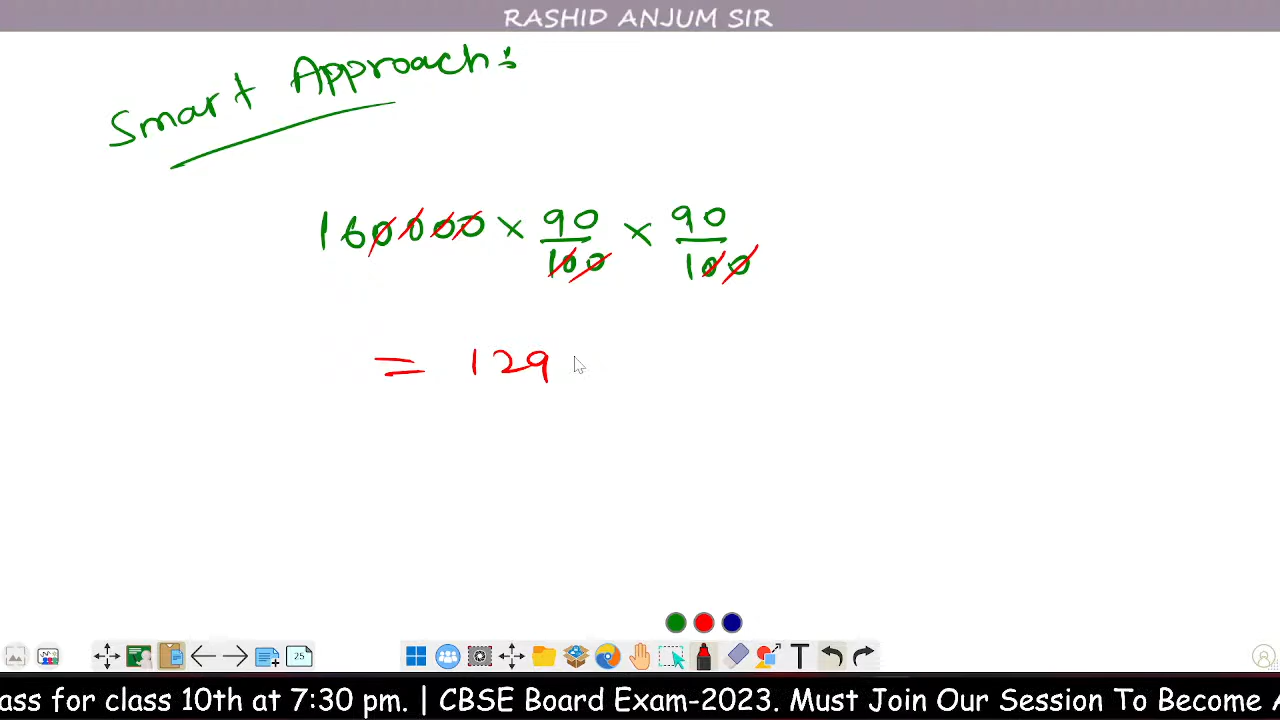 RASHID ANJUM SIR
Smart Approach:
160000 × 90/100 × 90/100
= 129
25
ass for class 10th at 7:30 pm. | CBSE Board Exam-2023. Must Join Our Session To Become A